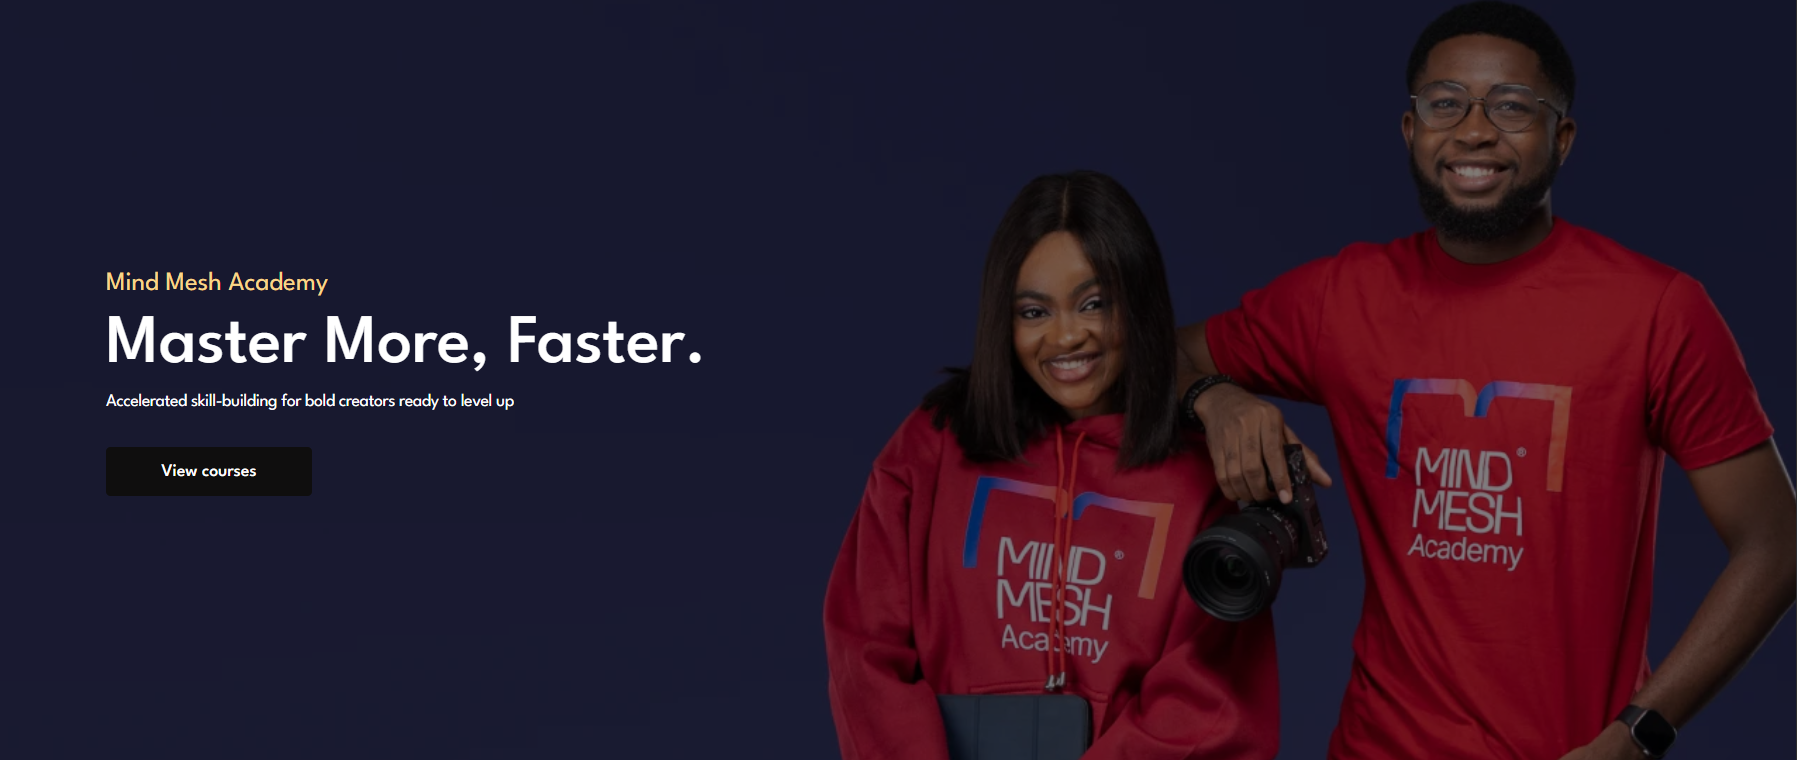 Mind Mesh Academy
Master More, Faster.
Accelerated skill-building for bold creators ready to level up
View courses
MIND ®
MESH
Academy
MIND ®
MESH
Academy